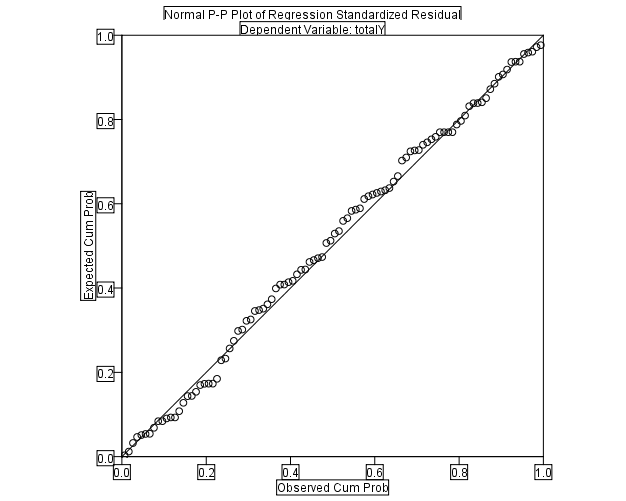 Normal P-P Plot of Regression Standardized Residual
Dependent Variable: totalY
1.0
0.8
0.6
0.4
0.2
0.0
Expected Cum Prob
0.0 0.2 0.4 0.6 0.8 1.0
Observed Cum Prob